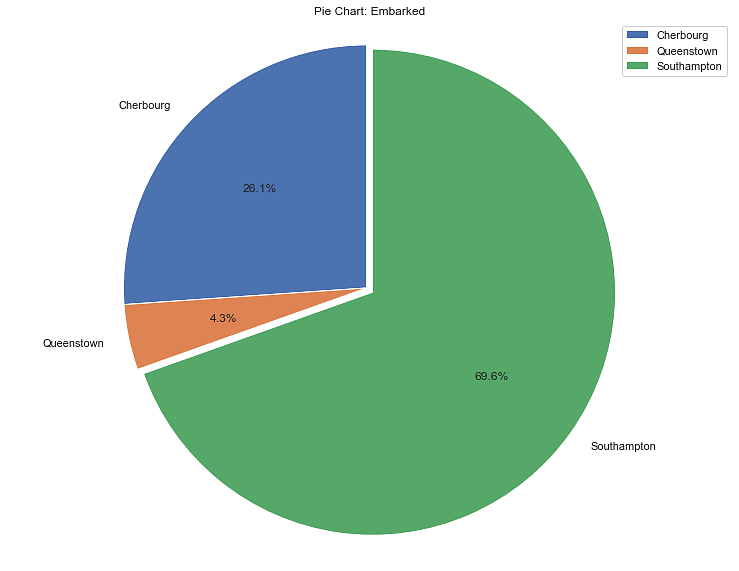 Pie Chart: Embarked
Cherbourg
Queenstown
Southampton
Cherbourg
26.1%
4.3%
Queenstown
69.6%
Southampton